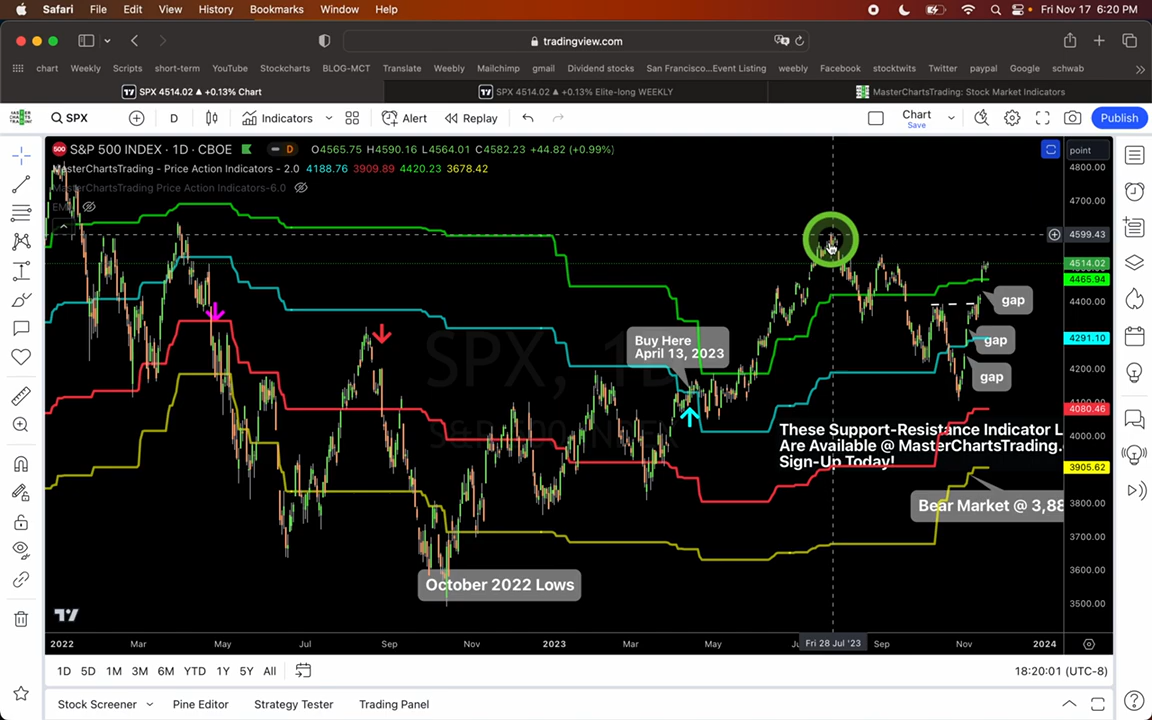 Safari File Edit View History Bookmarks Window Help Fri Nov 17 6:20 PM
tradingview.com
chart Weekly Scripts short-term YouTube Stockcharts BLOG-MCT Translate Weebly Mailchimp gmail Dividend stocks San Francisco...Event Listing weebly Facebook stocktwits Twitter paypal Google schwab
SPX 4514.02 ▲ +0.13% Chart SPX 4514.02 ▲ +0.13% Elite-long WEEKLY MasterChartsTrading: Stock Market Indicators
SPX D Indicators Alert Replay Chart Save Publish
500 S&P 500 INDEX · 1D · CBOE D O4565.75 H4590.16 L4564.01 C4582.23 +44.82 (+0.99%) point
MasterChartsTrading - Price Action Indicators - 2.0 4188.76 3909.89 4420.23 3678.42
MasterChartsTrading Price Action Indicators-6.0
4800.00
4700.00
4599.43
4514.02
4465.94
4400.00
gap
4291.10
gap
Buy Here
April 13, 2023
4200.00
gap
SPX, 1D
S&P 500 INDEX
4080.46
4000.00
These Support-Resistance Indicator L
Are Available @ MasterChartsTrading.
Sign-Up Today!
3905.62
Bear Market @ 3,88
3800.00
3700.00
3600.00
October 2022 Lows
3500.00
2022 Mar May Jul Sep Nov 2023 Mar May Fri 28 Jul '23 Sep Nov 2024
1D 5D 1M 3M 6M YTD 1Y 5Y All 18:20:01 (UTC-8)
Stock Screener Pine Editor Strategy Tester Trading Panel